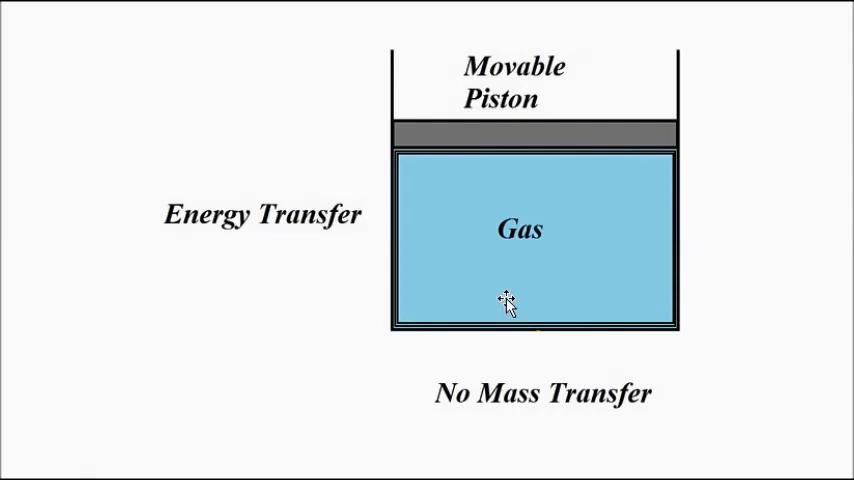 Movable
Piston
Energy Transfer
Gas
No Mass Transfer